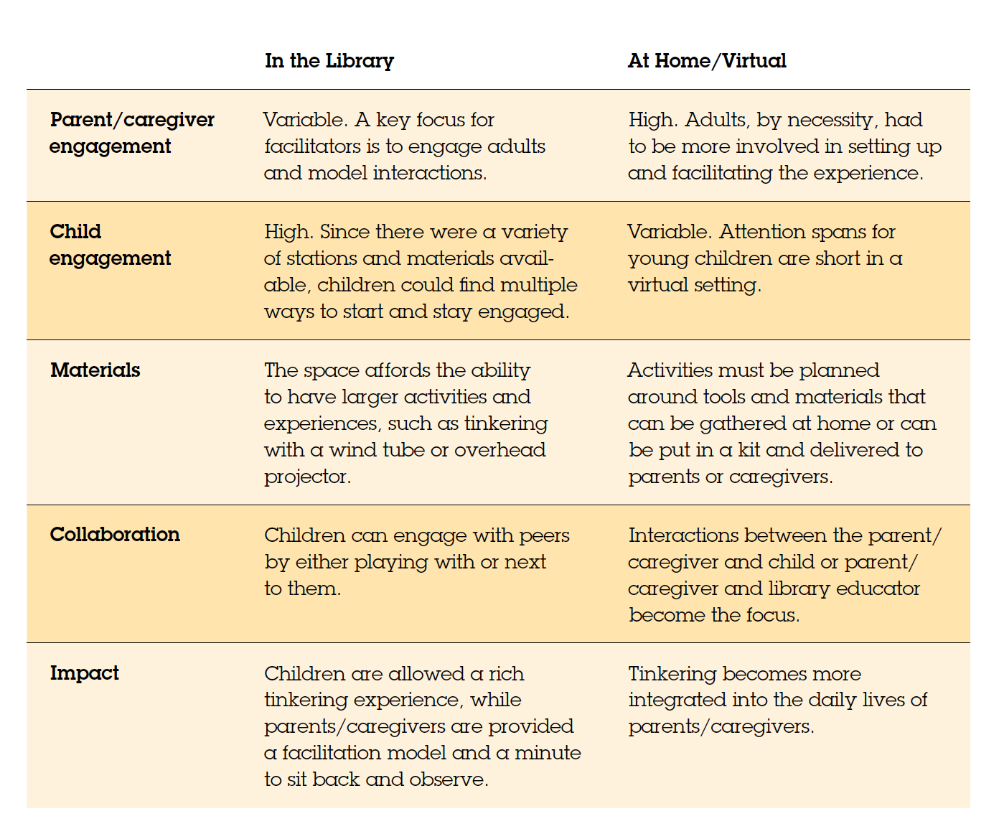 In the Library
At Home/Virtual
Parent/caregiver
engagement
Variable. A key focus for
facilitators is to engage adults
and model interactions.
High. Adults, by necessity, had
to be more involved in setting up
and facilitating the experience.
Child
engagement
High. Since there were a variety
of stations and materials avail-
able, children could find multiple
ways to start and stay engaged.
Variable. Attention spans for
young children are short in a
virtual setting.
Materials
The space affords the ability
to have larger activities and
experiences, such as tinkering
with a wind tube or overhead
projector.
Activities must be planned
around tools and materials that
can be gathered at home or can
be put in a kit and delivered to
parents or caregivers.
Collaboration
Children can engage with peers
by either playing with or next
to them.
Interactions between the parent/
caregiver and child or parent/
caregiver and library educator
become the focus.
Impact
Children are allowed a rich
tinkering experience, while
parents/caregivers are provided
a facilitation model and a minute
to sit back and observe.
Tinkering becomes more
integrated into the daily lives of
parents/caregivers.